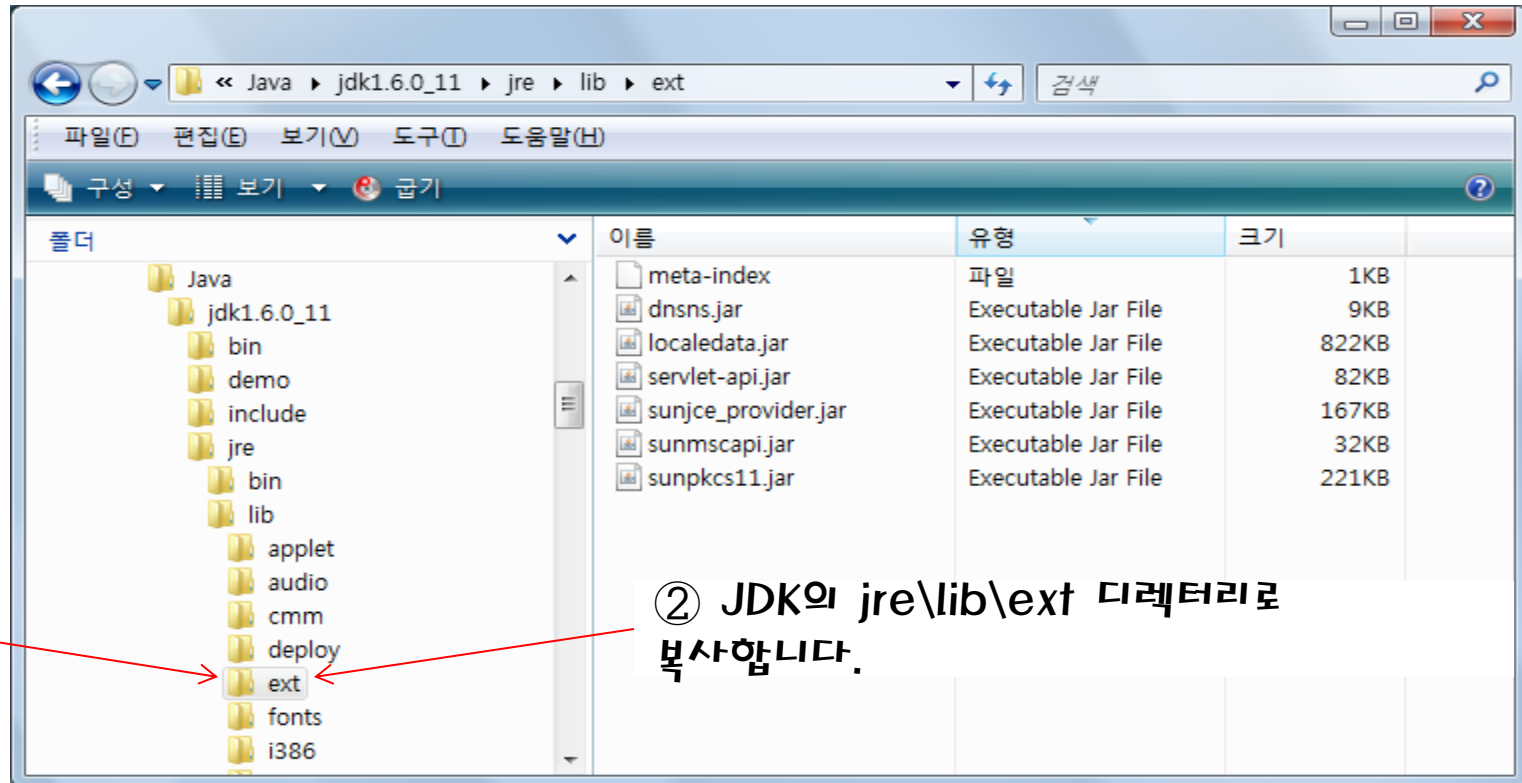 « Java ▸ jdk1.6.0_11 ▸ jre ▸ lib ▸ ext
검색
파일(F) 편집(E) 보기(V) 도구(T) 도움말(H)
구성 보기 굽기
폴더
이름 유형 크기
Java
jdk1.6.0_11
bin
demo
include
jre
bin
lib
applet
audio
cmm
deploy
ext
fonts
i386
meta-index 파일 1KB
dnsns.jar Executable Jar File 9KB
localedata.jar Executable Jar File 822KB
servlet-api.jar Executable Jar File 82KB
sunjce_provider.jar Executable Jar File 167KB
sunmscapi.jar Executable Jar File 32KB
sunpkcs11.jar Executable Jar File 221KB
② JDK의 jre\lib\ext 디렉터리로
복사합니다.